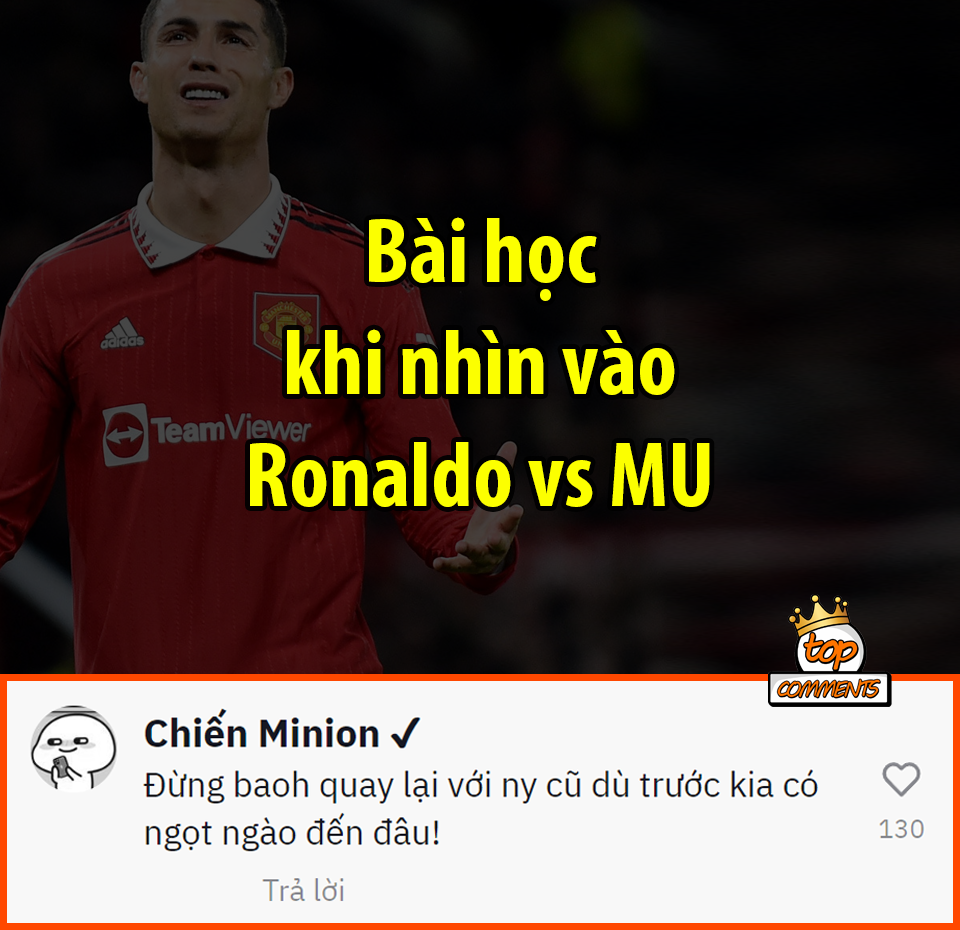 Bài học
khi nhìn vào
Ronaldo vs MU
adidas
TeamViewer
top
COMMENTS
Chiến Minion ✓
Đừng baoh quay lại với ny cũ dù trước kia có
ngọt ngào đến đâu!
130
Trả lời